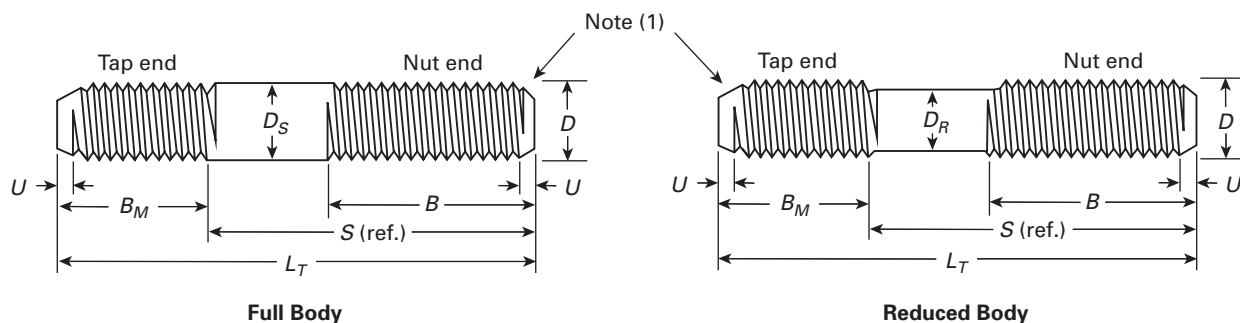 Note (1)
Tap end
Nut end
Tap end
Nut end
D_S
D
D_R
D
U
U
U
U
B_M
B
B_M
B
S (ref.)
S (ref.)
L_T
L_T
Full Body
Reduced Body